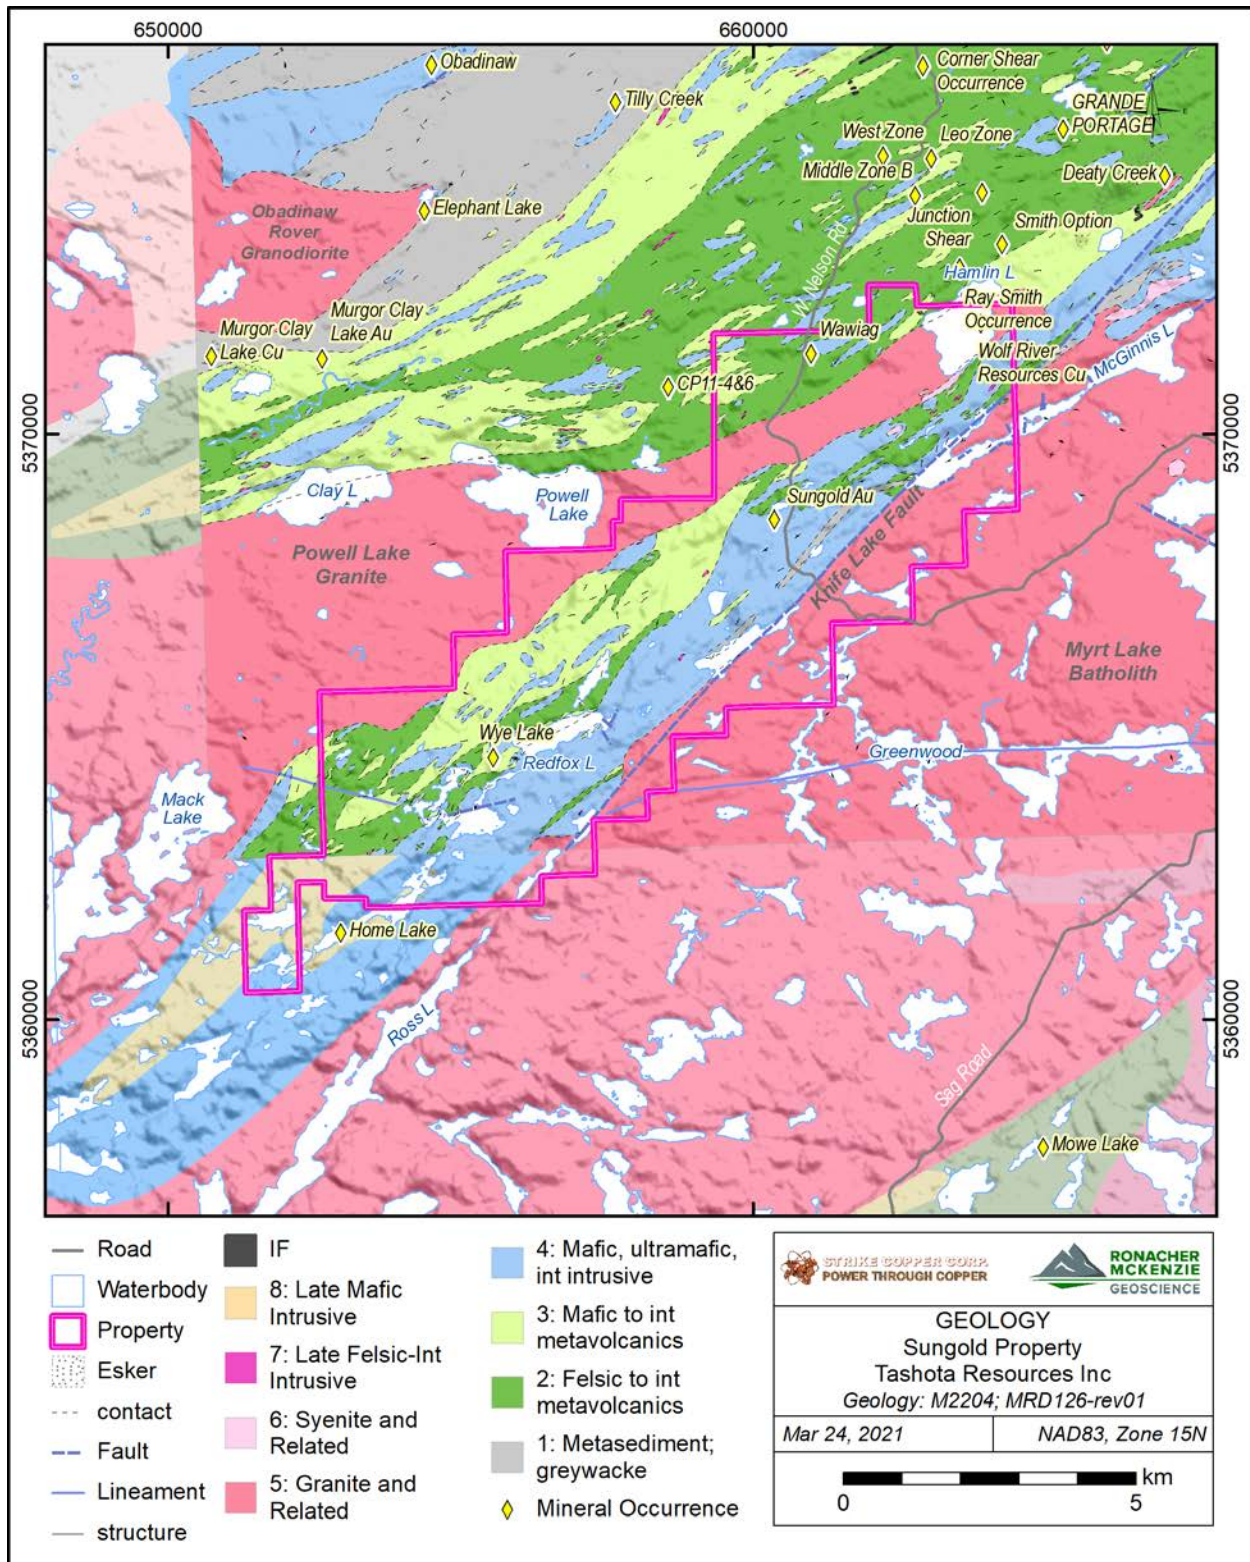 650000
660000
Obadinaw
Corner Shear
Occurrence
Tilly Creek
GRANDE
PORTAGE
West Zone
Leo Zone
Middle Zone B
Deaty Creek
Elephant Lake
Obadinaw
Rover
Granodiorite
Junction
Shear
Smith Option
W. Nelson Rd
Hamlin L
Murgor Clay
Lake Au
Murgor Clay
Lake Cu
Ray Smith
Occurrence
Wawiag
Wolf River
Resources Cu
McGinnis L
CP11-4&6
5370000
5370000
Clay L
Powell
Lake
Sungold Au
Knife Lake Fault
Powell Lake
Granite
Myrt Lake
Batholith
Wye Lake
Redfox L
Greenwood
Mack
Lake
Home Lake
Ross L
5360000
5360000
Sag Road
Mowe Lake
Road
Waterbody
Property
Esker
contact
Fault
Lineament
structure
IF
8: Late Mafic
Intrusive
7: Late Felsic-Int
Intrusive
6: Syenite and
Related
5: Granite and
Related
4: Mafic, ultramafic,
int intrusive
3: Mafic to int
metavolcanics
2: Felsic to int
metavolcanics
1: Metasediment;
greywacke
Mineral Occurrence
STRIKE COPPER CORP.
POWER THROUGH COPPER
RONACHER
MCKENZIE
GEOSCIENCE
GEOLOGY
Sungold Property
Tashota Resources Inc
Geology: M2204; MRD126-rev01
Mar 24, 2021
NAD83, Zone 15N
km
0
5